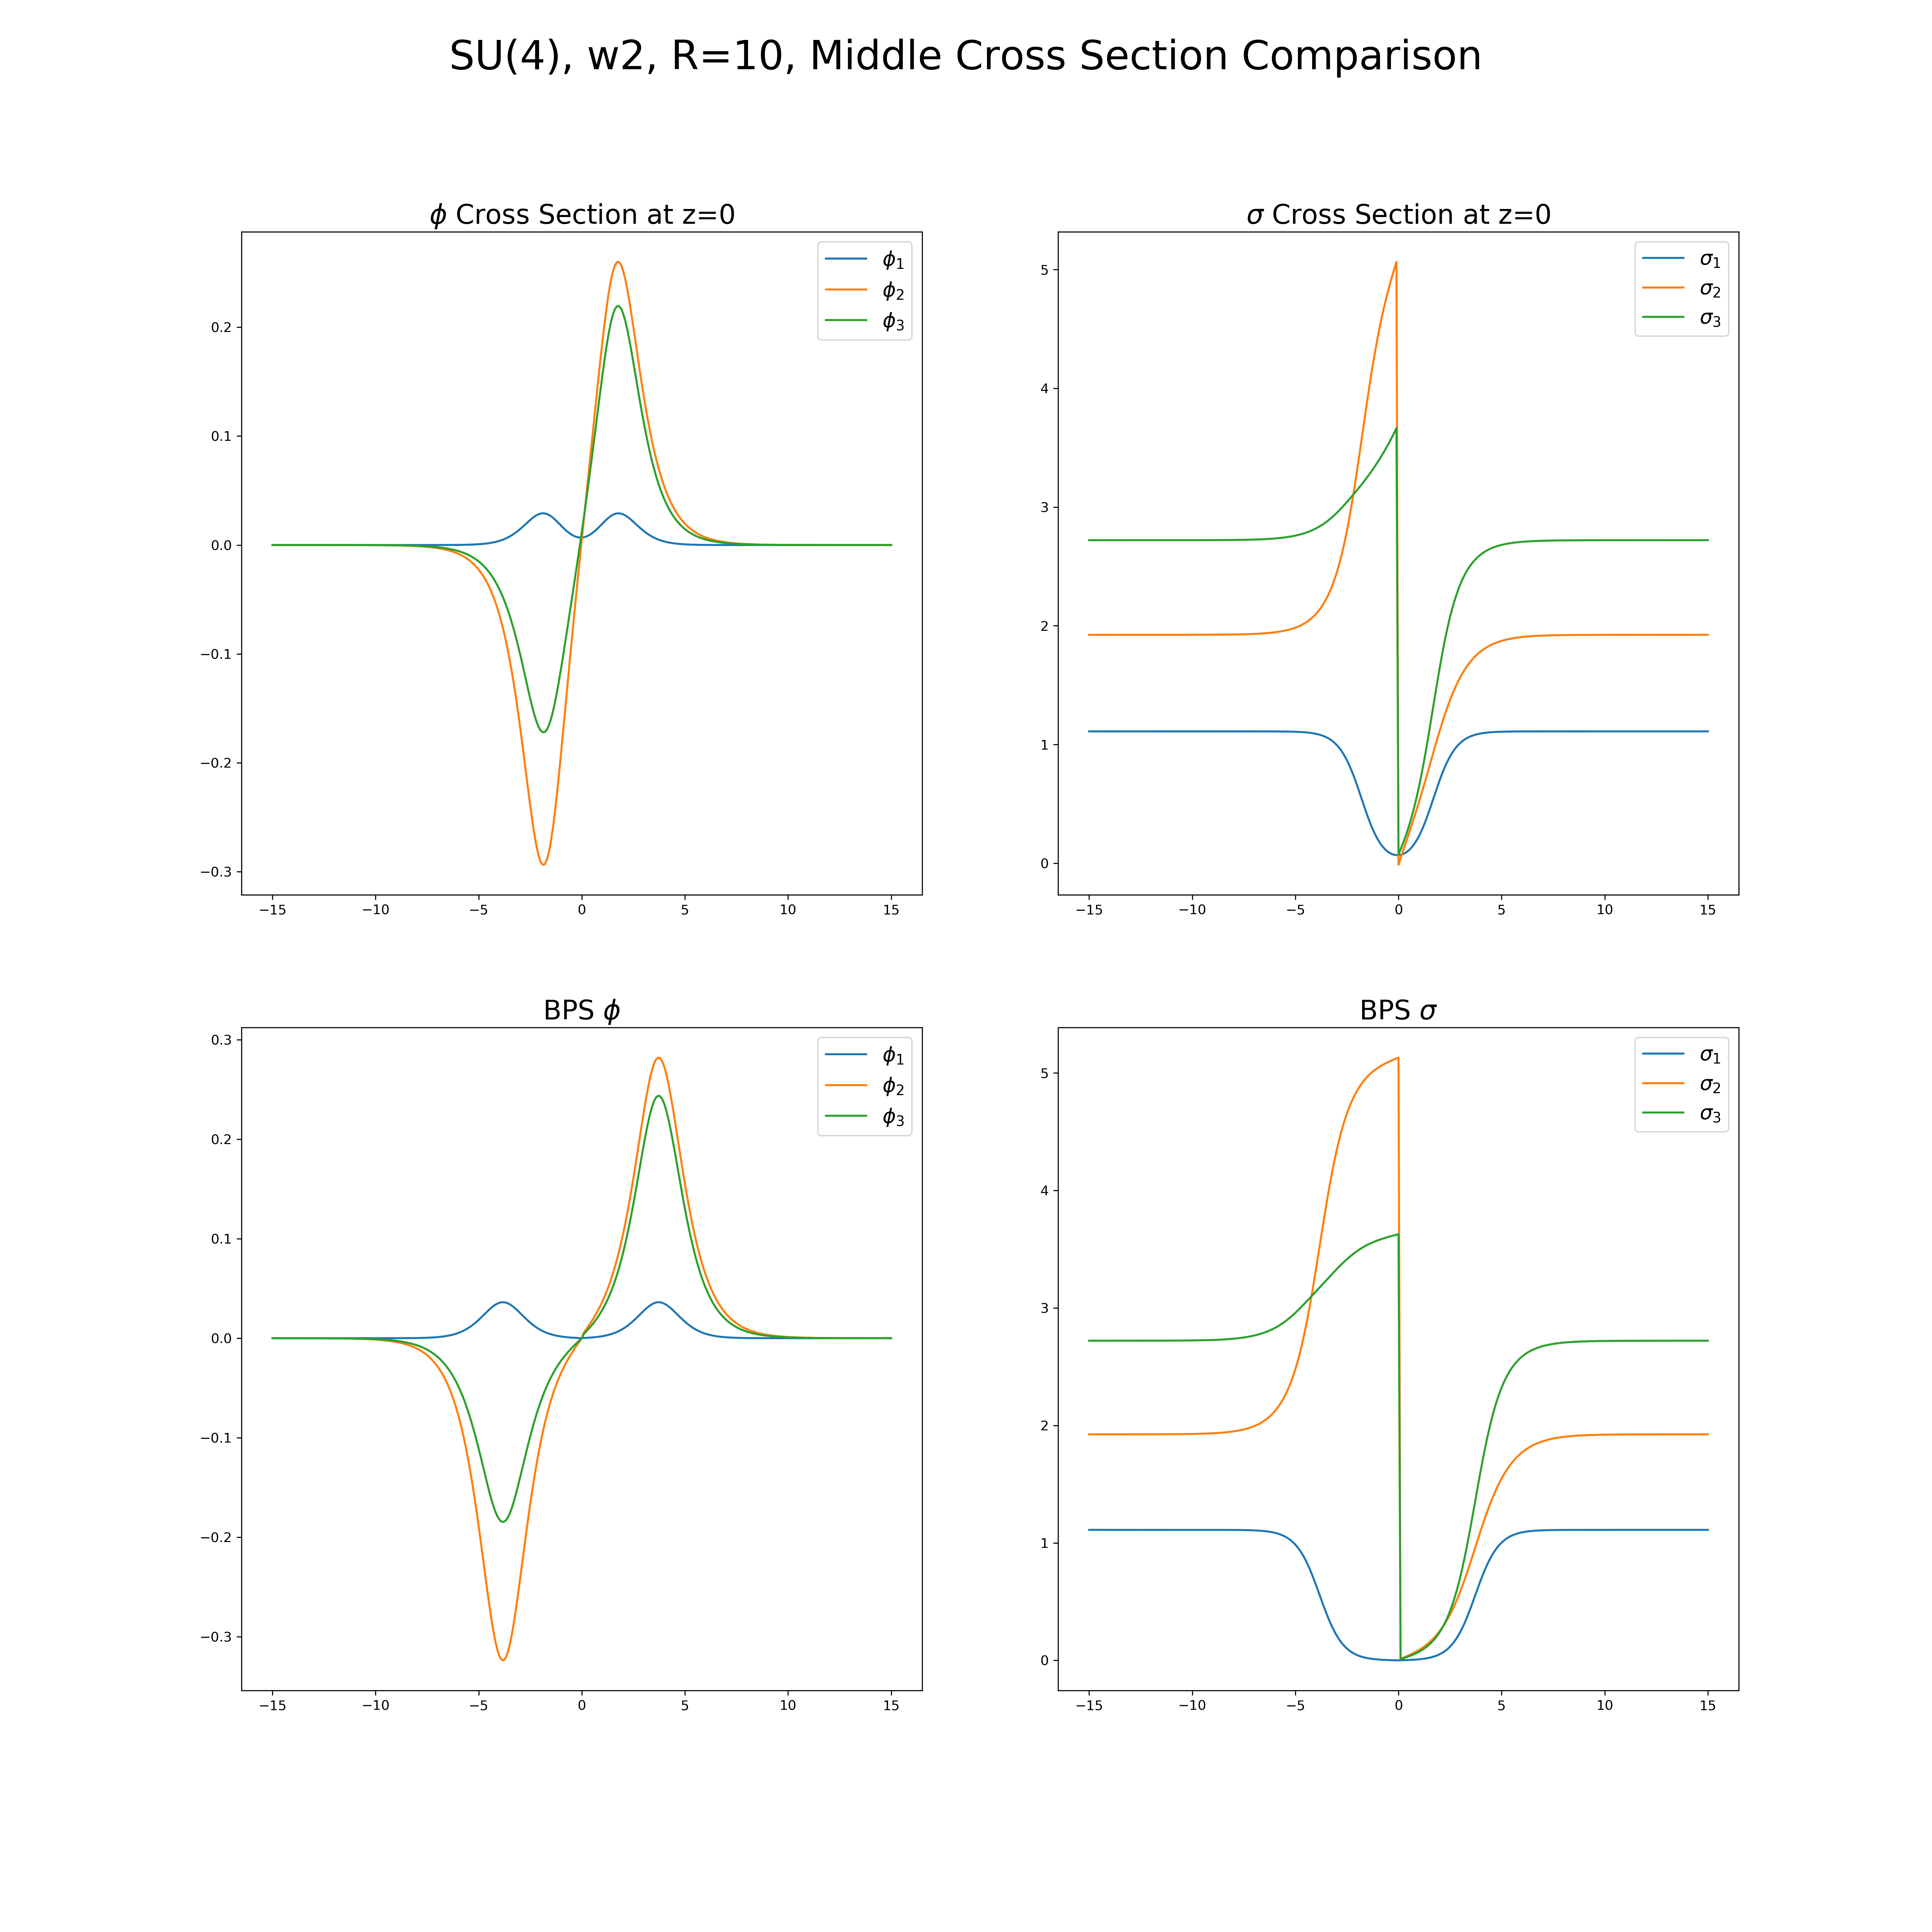 SU(4), w2, R=10, Middle Cross Section Comparison
ϕ Cross Section at z=0
ϕ₁
ϕ₂
ϕ₃
0.2
0.1
0.0
−0.1
−0.2
−0.3
−15 −10 −5 0 5 10 15
σ Cross Section at z=0
σ₁
σ₂
σ₃
5
4
3
2
1
0
−15 −10 −5 0 5 10 15
BPS ϕ
ϕ₁
ϕ₂
ϕ₃
0.3
0.2
0.1
0.0
−0.1
−0.2
−0.3
−15 −10 −5 0 5 10 15
BPS σ
σ₁
σ₂
σ₃
5
4
3
2
1
0
−15 −10 −5 0 5 10 15